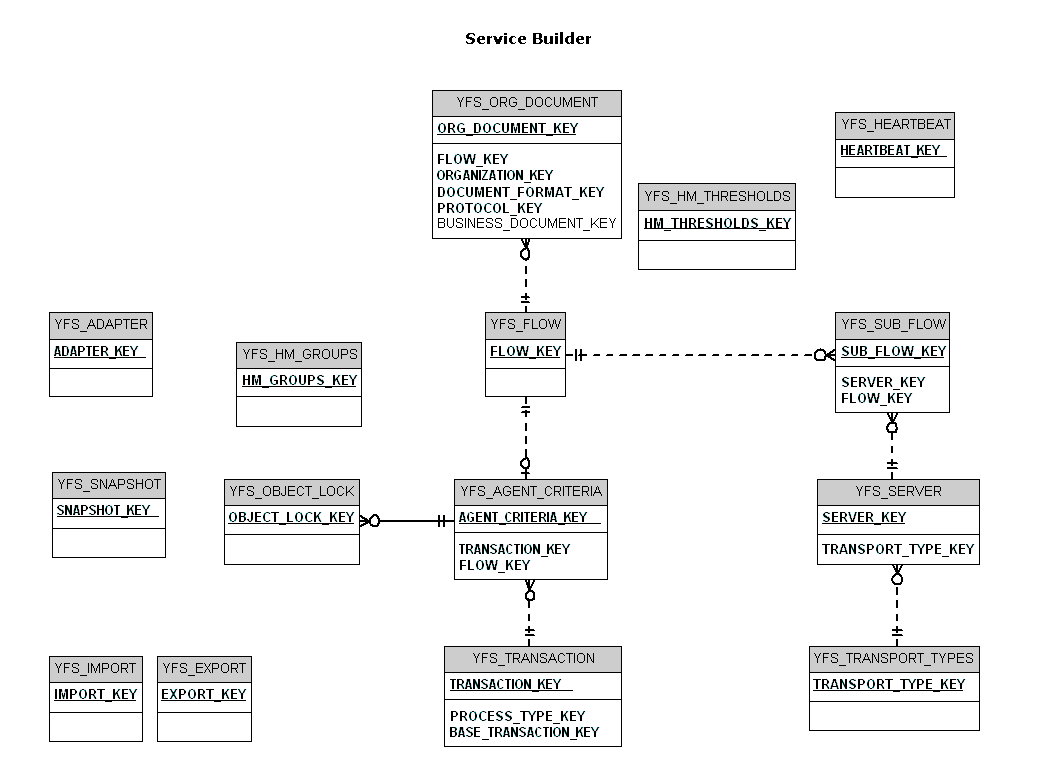 Service Builder
YFS_ORG_DOCUMENT
ORG_DOCUMENT_KEY
FLOW_KEY
ORGANIZATION_KEY
DOCUMENT_FORMAT_KEY
PROTOCOL_KEY
BUSINESS_DOCUMENT_KEY
YFS_HEARTBEAT
HEARTBEAT_KEY
YFS_HM_THRESHOLDS
HM_THRESHOLDS_KEY
YFS_ADAPTER
ADAPTER_KEY
YFS_HM_GROUPS
HM_GROUPS_KEY
YFS_FLOW
FLOW_KEY
YFS_SUB_FLOW
SUB_FLOW_KEY
SERVER_KEY
FLOW_KEY
YFS_SNAPSHOT
SNAPSHOT_KEY
YFS_OBJECT_LOCK
OBJECT_LOCK_KEY
YFS_AGENT_CRITERIA
AGENT_CRITERIA_KEY
TRANSACTION_KEY
FLOW_KEY
YFS_SERVER
SERVER_KEY
TRANSPORT_TYPE_KEY
YFS_IMPORT
IMPORT_KEY
YFS_EXPORT
EXPORT_KEY
YFS_TRANSACTION
TRANSACTION_KEY
PROCESS_TYPE_KEY
BASE_TRANSACTION_KEY
YFS_TRANSPORT_TYPES
TRANSPORT_TYPE_KEY